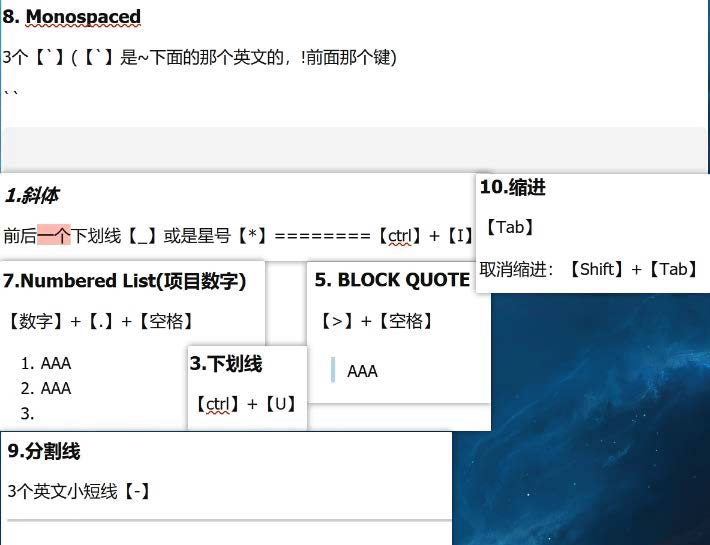 8. Monospaced
3个【`】(【`】是~下面的那个英文的，!前面那个键)
``
1.斜体
前后一个下划线【_】或是星号【*】========【ctrl】+【I】
10.缩进
【Tab】
取消缩进：【Shift】+【Tab】
7.Numbered List(项目数字)
【数字】+【.】+【空格】
1. AAA
2. AAA
3.
5. BLOCK QUOTE
【>】+【空格】
AAA
3.下划线
【ctrl】+【U】
9.分割线
3个英文小短线【-】